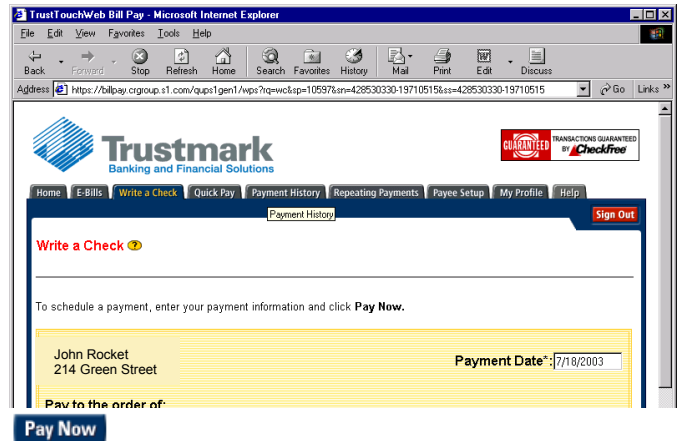 TrustTouchWeb Bill Pay - Microsoft Internet Explorer
File Edit View Favorites Tools Help
Back Forward Stop Refresh Home Search Favorites History Mail Print Edit Discuss
Address https://billpay.crgroup.s1.com/qups1gen1/wps?rq=wc&sp=10597&sn=428530330-19710515&ss=428530330-19710515 Go Links »
Trustmark
Banking and Financial Solutions
GUARANTEED TRANSACTIONS GUARANTEED
BY CheckFree
Home E-Bills Write a Check Quick Pay Payment History Repeating Payments Payee Setup My Profile Help
Payment History
Sign Out
Write a Check ?
To schedule a payment, enter your payment information and click Pay Now.
John Rocket
214 Green Street
Payment Date*: 7/18/2003
Pay to the order of:
Pay Now